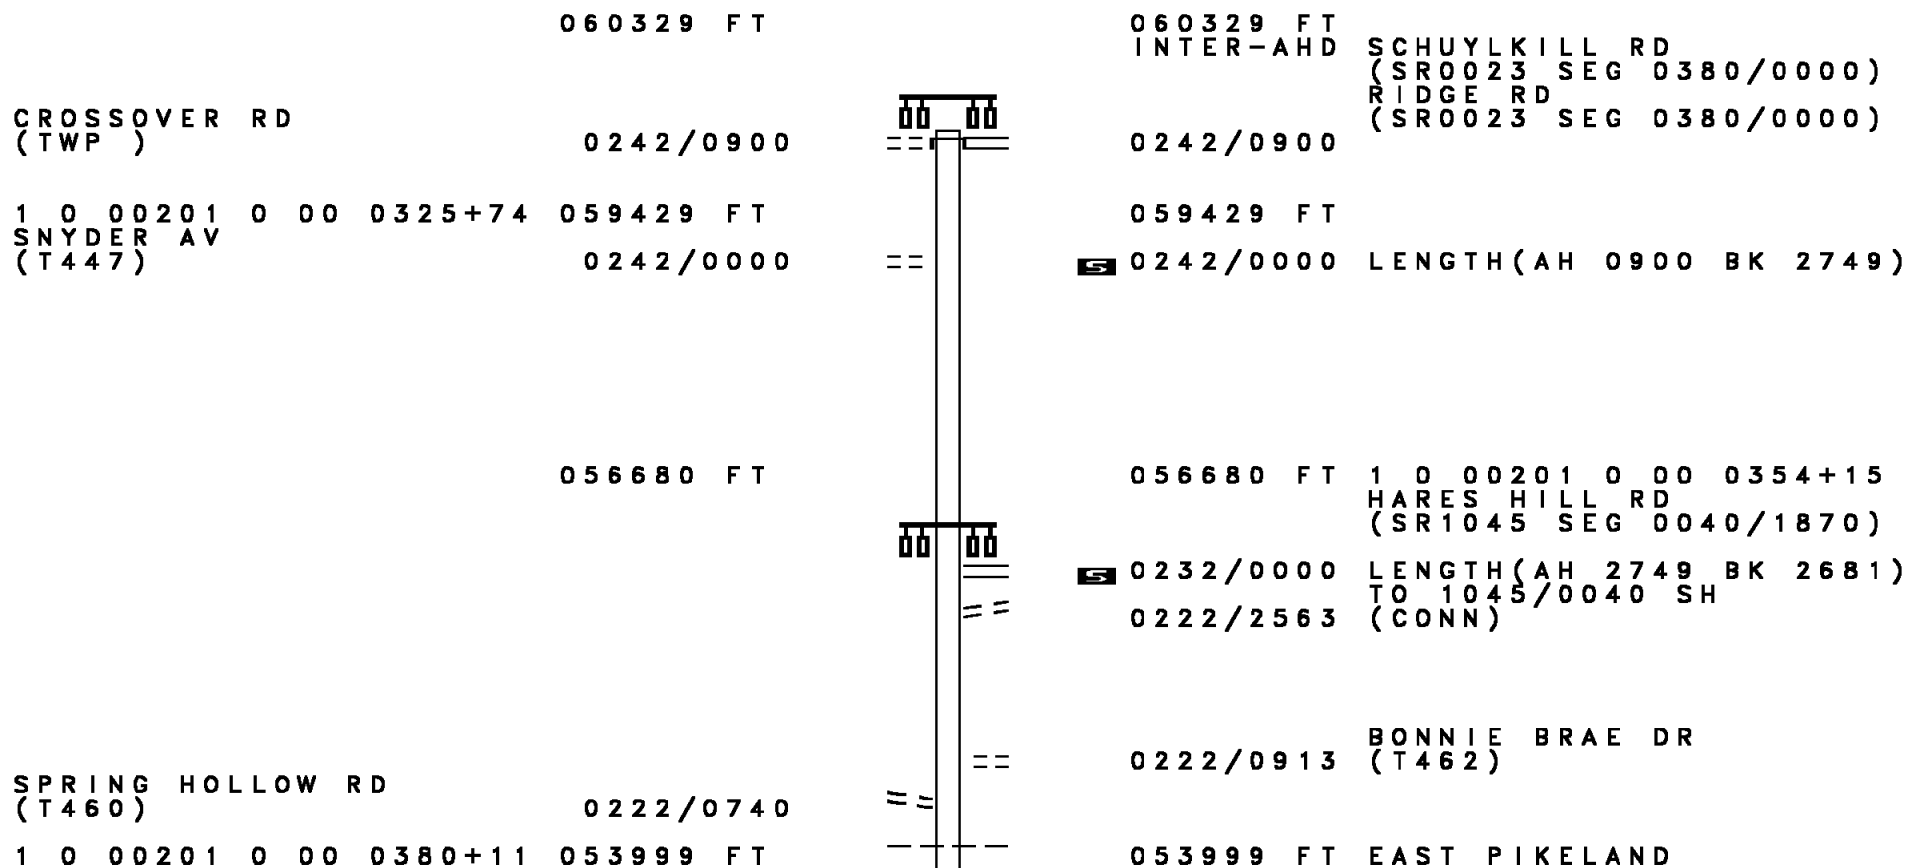 060329 FT 060329 FT
INTER-AHD SCHUYLKILL RD
(SR0023 SEG 0380/0000)
RIDGE RD
CROSSOVER RD (SR0023 SEG 0380/0000)
(TWP ) 0242/0900 0242/0900
1 0 00201 0 00 0325+74 059429 FT 059429 FT
SNYDER AV
(T447) 0242/0000 S 0242/0000 LENGTH(AH 0900 BK 2749)
056680 FT 056680 FT 1 0 00201 0 00 0354+15
HARES HILL RD
(SR1045 SEG 0040/1870)
S 0232/0000 LENGTH(AH 2749 BK 2681)
TO 1045/0040 SH
0222/2563 (CONN)
BONNIE BRAE DR
0222/0913 (T462)
SPRING HOLLOW RD
(T460) 0222/0740
1 0 00201 0 00 0380+11 053999 FT 053999 FT EAST PIKELAND